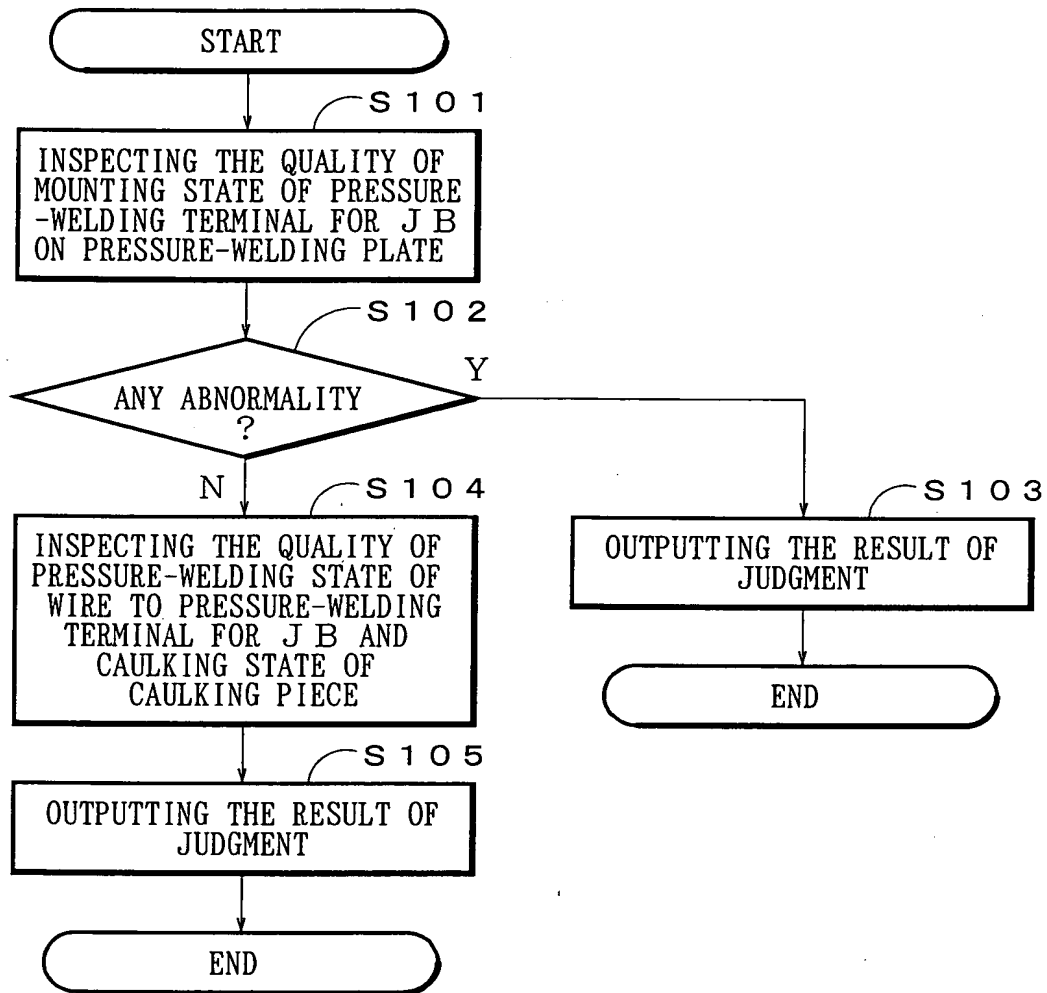 START
S101
INSPECTING THE QUALITY OF
MOUNTING STATE OF PRESSURE
-WELDING TERMINAL FOR JB
ON PRESSURE-WELDING PLATE
S102
ANY ABNORMALITY
?
Y
N
S103
OUTPUTTING THE RESULT OF
JUDGMENT
END
S104
INSPECTING THE QUALITY OF
PRESSURE-WELDING STATE OF
WIRE TO PRESSURE-WELDING
TERMINAL FOR JB AND
CAULKING STATE OF
CAULKING PIECE
S105
OUTPUTTING THE RESULT OF
JUDGMENT
END